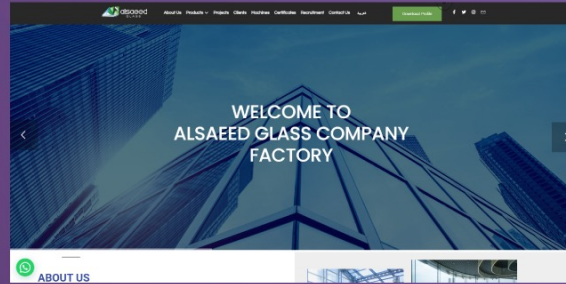 alsaeed
GLASS
About Us Products Projects Clients Machines Certificates Recruitment Contact Us عربية
Download Profile
WELCOME TO
ALSAEED GLASS COMPANY
FACTORY
ABOUT US